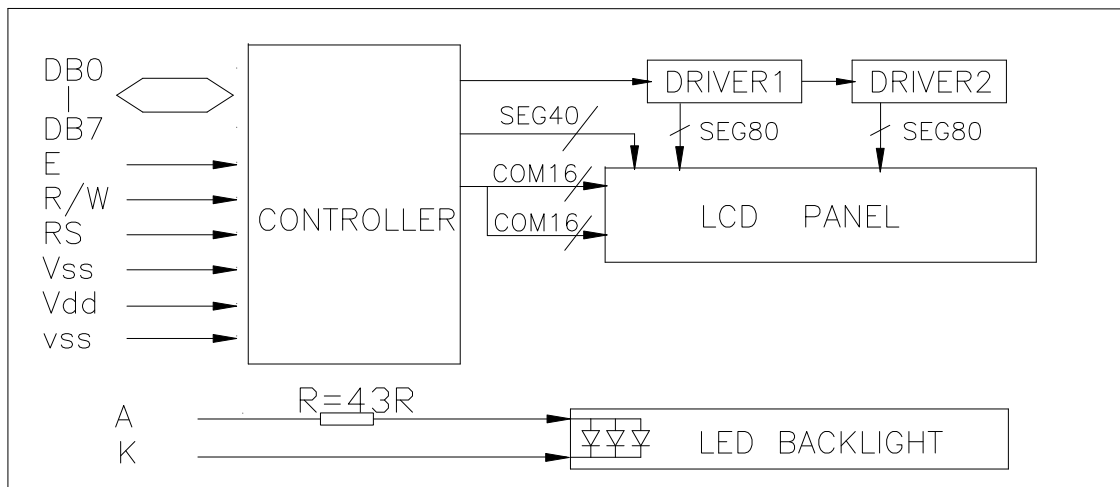 DB0
DB7
E
R/W
RS
Vss
Vdd
vss
CONTROLLER
SEG40
COM16
COM16
DRIVER1
DRIVER2
SEG80
SEG80
LCD PANEL
A
K
R=43R
LED BACKLIGHT